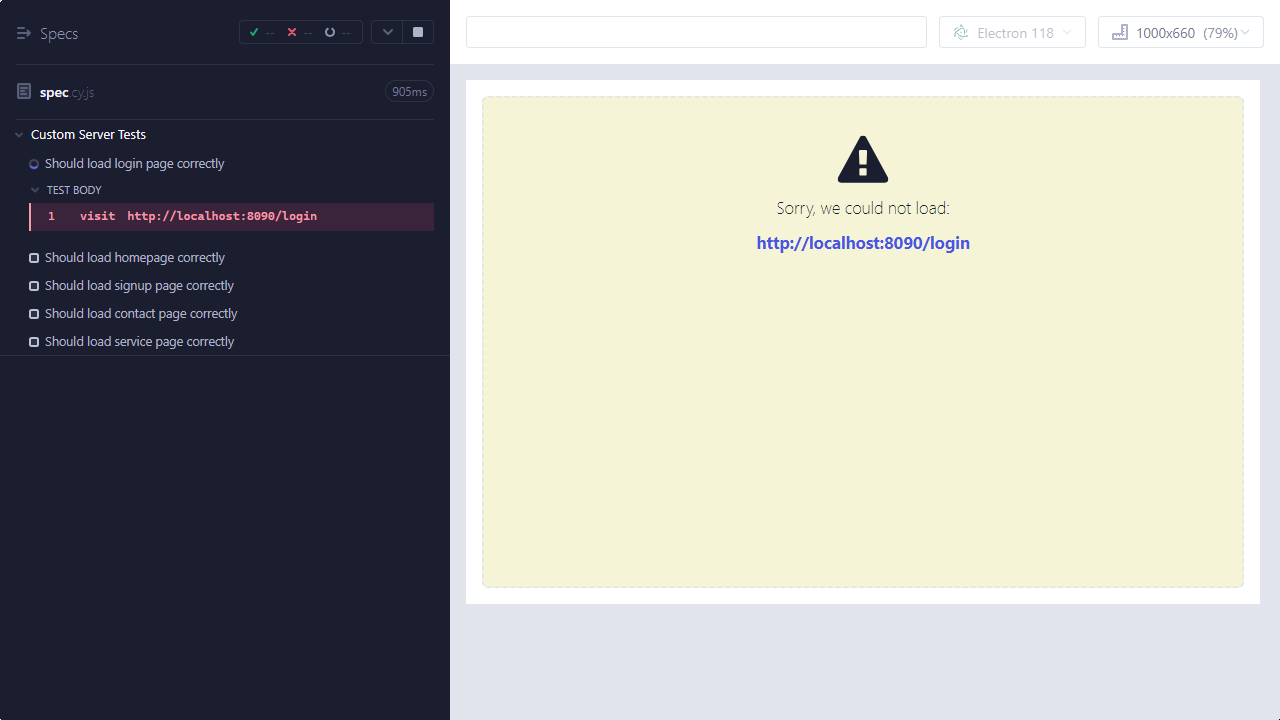 Specs
-- -- --
Electron 118
1000x660 (79%)
spec.cy.js
905ms
Custom Server Tests
Should load login page correctly
TEST BODY
1 visit http://localhost:8090/login
Should load homepage correctly
Should load signup page correctly
Should load contact page correctly
Should load service page correctly
Sorry, we could not load:
http://localhost:8090/login